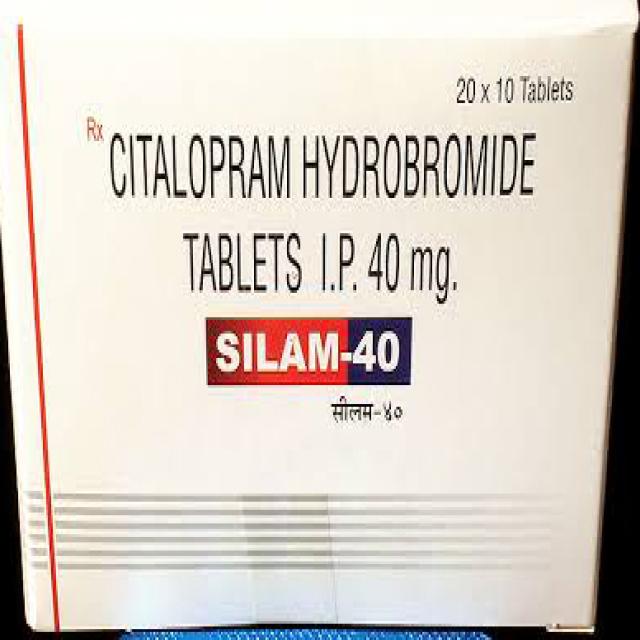 20 x 10 Tablets
Rx
CITALOPRAM HYDROBROMIDE
TABLETS I.P. 40 mg.
SILAM-40
सीलम-४०